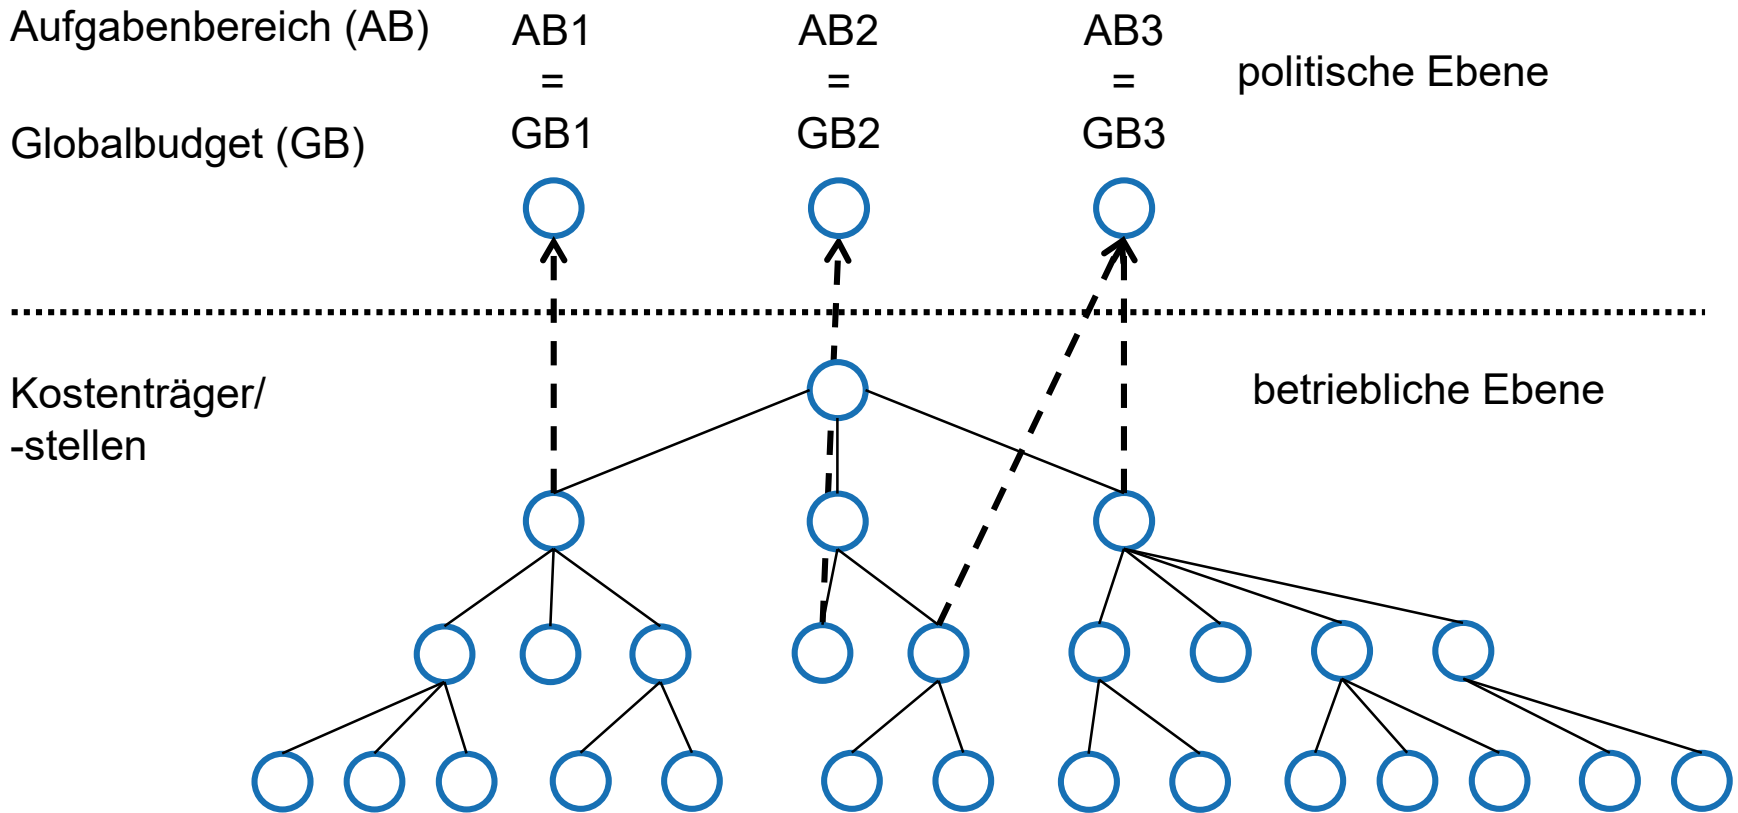 Aufgabenbereich (AB)
AB1
AB2
AB3
=
=
=
politische Ebene
Globalbudget (GB)
GB1
GB2
GB3
Kostenträger/
-stellen
betriebliche Ebene